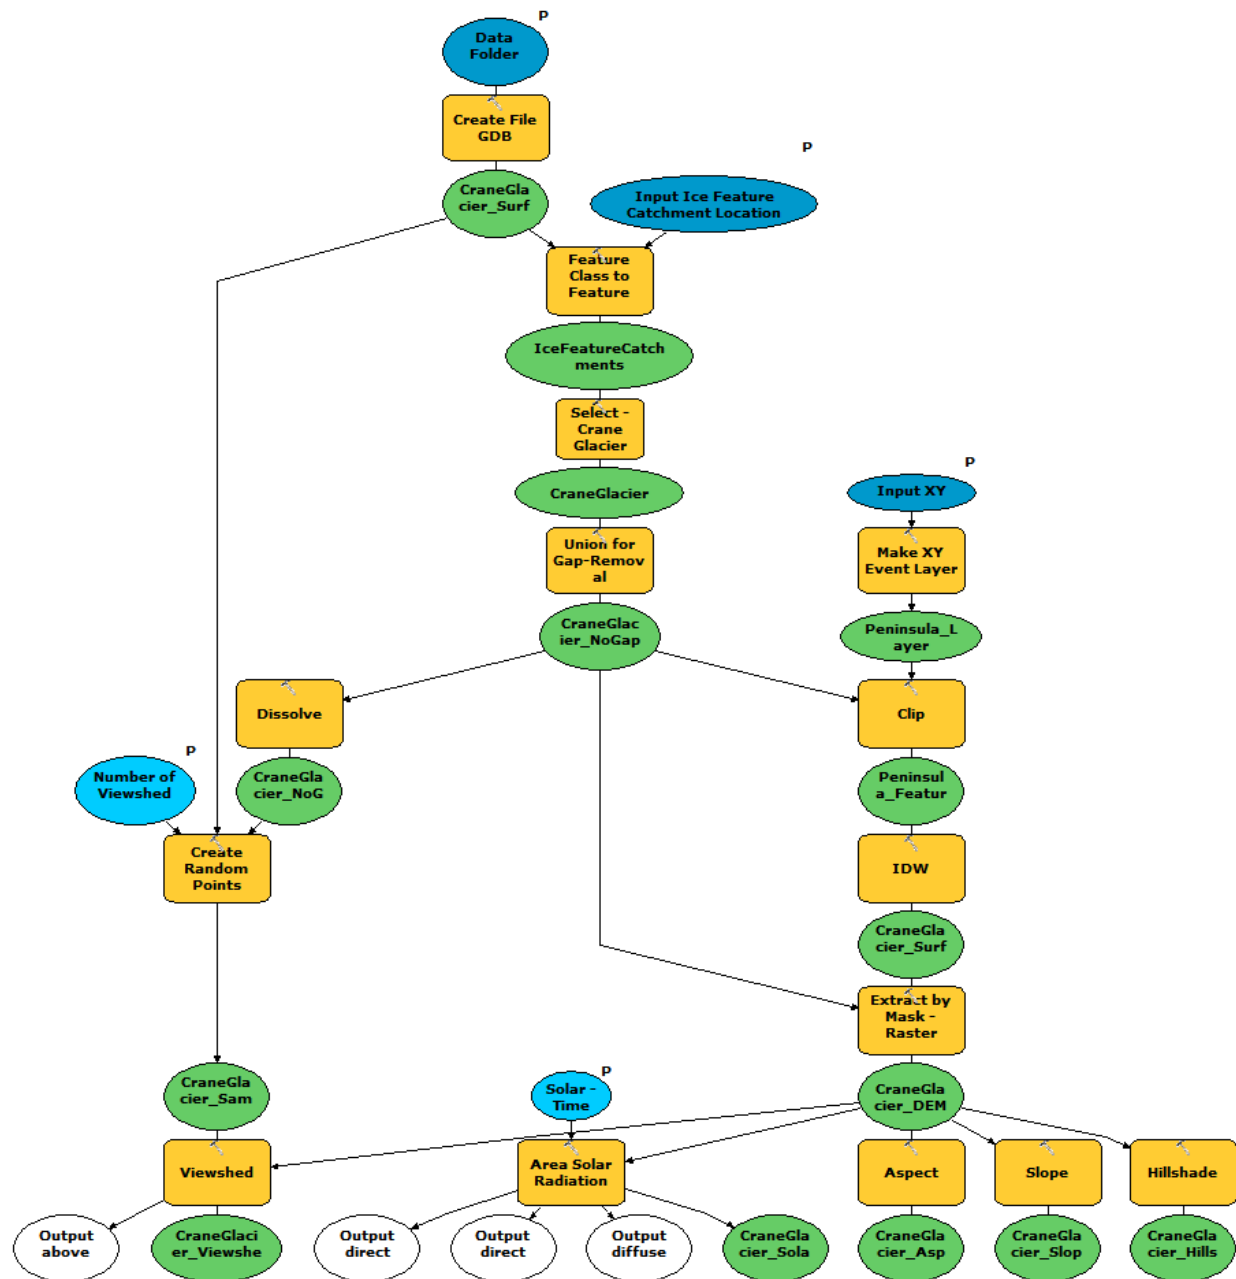 P
Data
Folder
Create File
GDB
P
CraneGla
cier_Surf
Input Ice Feature
Catchment Location
Feature
Class to
Feature
IceFeatureCatch
ments
Select -
Crane
Glacier
P
CraneGlacier
Input XY
Union for
Gap-Remov
al
Make XY
Event Layer
CraneGlac
ier_NoGap
Peninsula_L
ayer
Dissolve
Clip
P
Number of
Viewshed
CraneGla
cier_NoG
Peninsul
a_Featur
Create
Random
Points
IDW
CraneGla
cier_Surf
Extract by
Mask -
Raster
P
CraneGla
cier_Sam
Solar -
Time
CraneGla
cier_DEM
Viewshed
Area Solar
Radiation
Aspect
Slope
Hillshade
Output
above
CraneGlaci
er_Viewshe
Output
direct
Output
direct
Output
diffuse
CraneGla
cier_Sola
CraneGla
cier_Asp
CraneGla
cier_Slop
CraneGla
cier_Hills